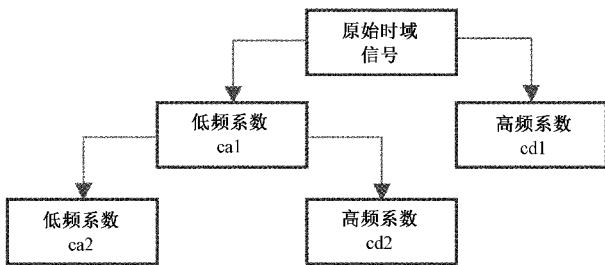 原始时域
信号
低频系数
ca1
高频系数
cd1
低频系数
ca2
高频系数
cd2